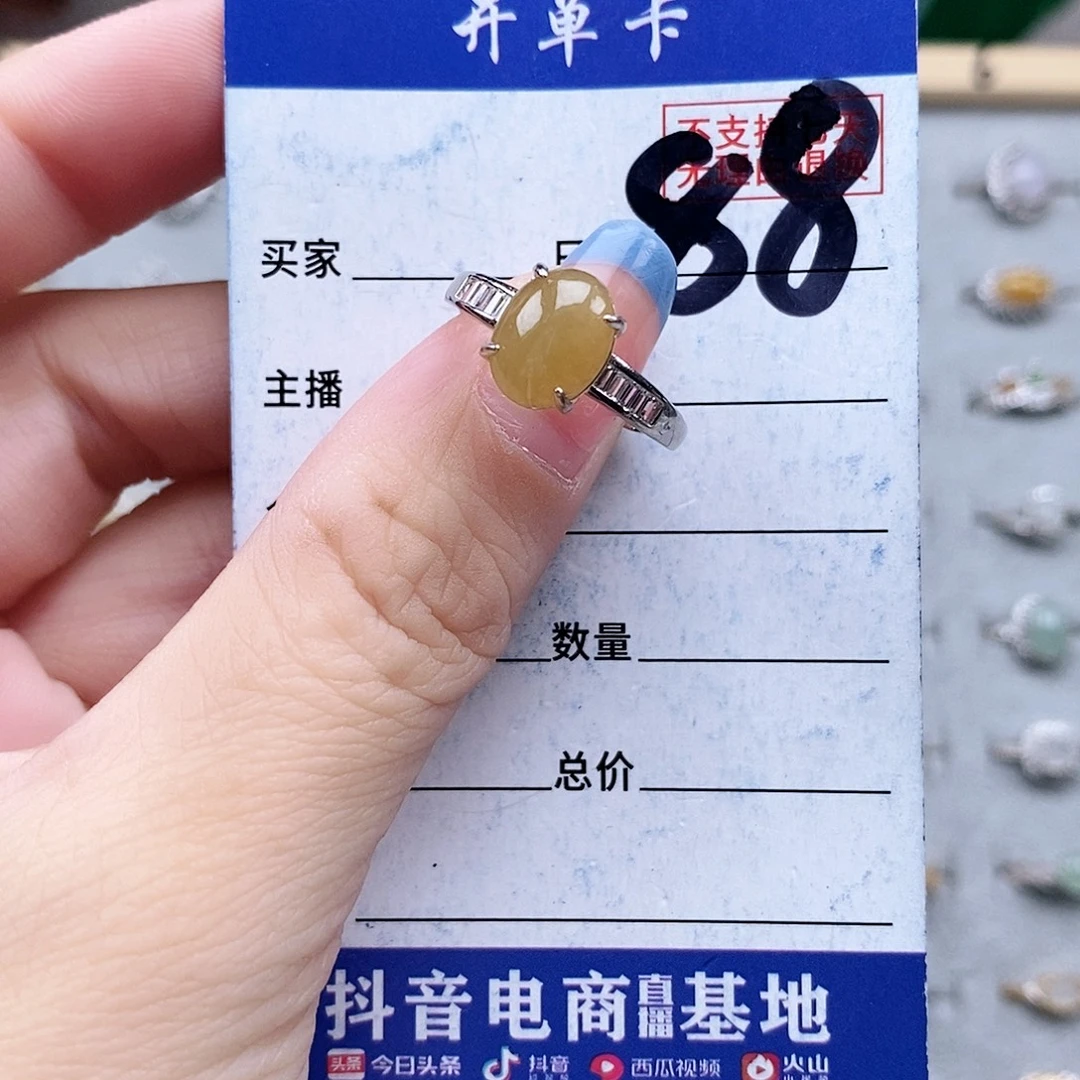 开单卡
88
买家
主播
数量
总价
抖音电商直播基地
今日头条 抖音 西瓜视频 火山